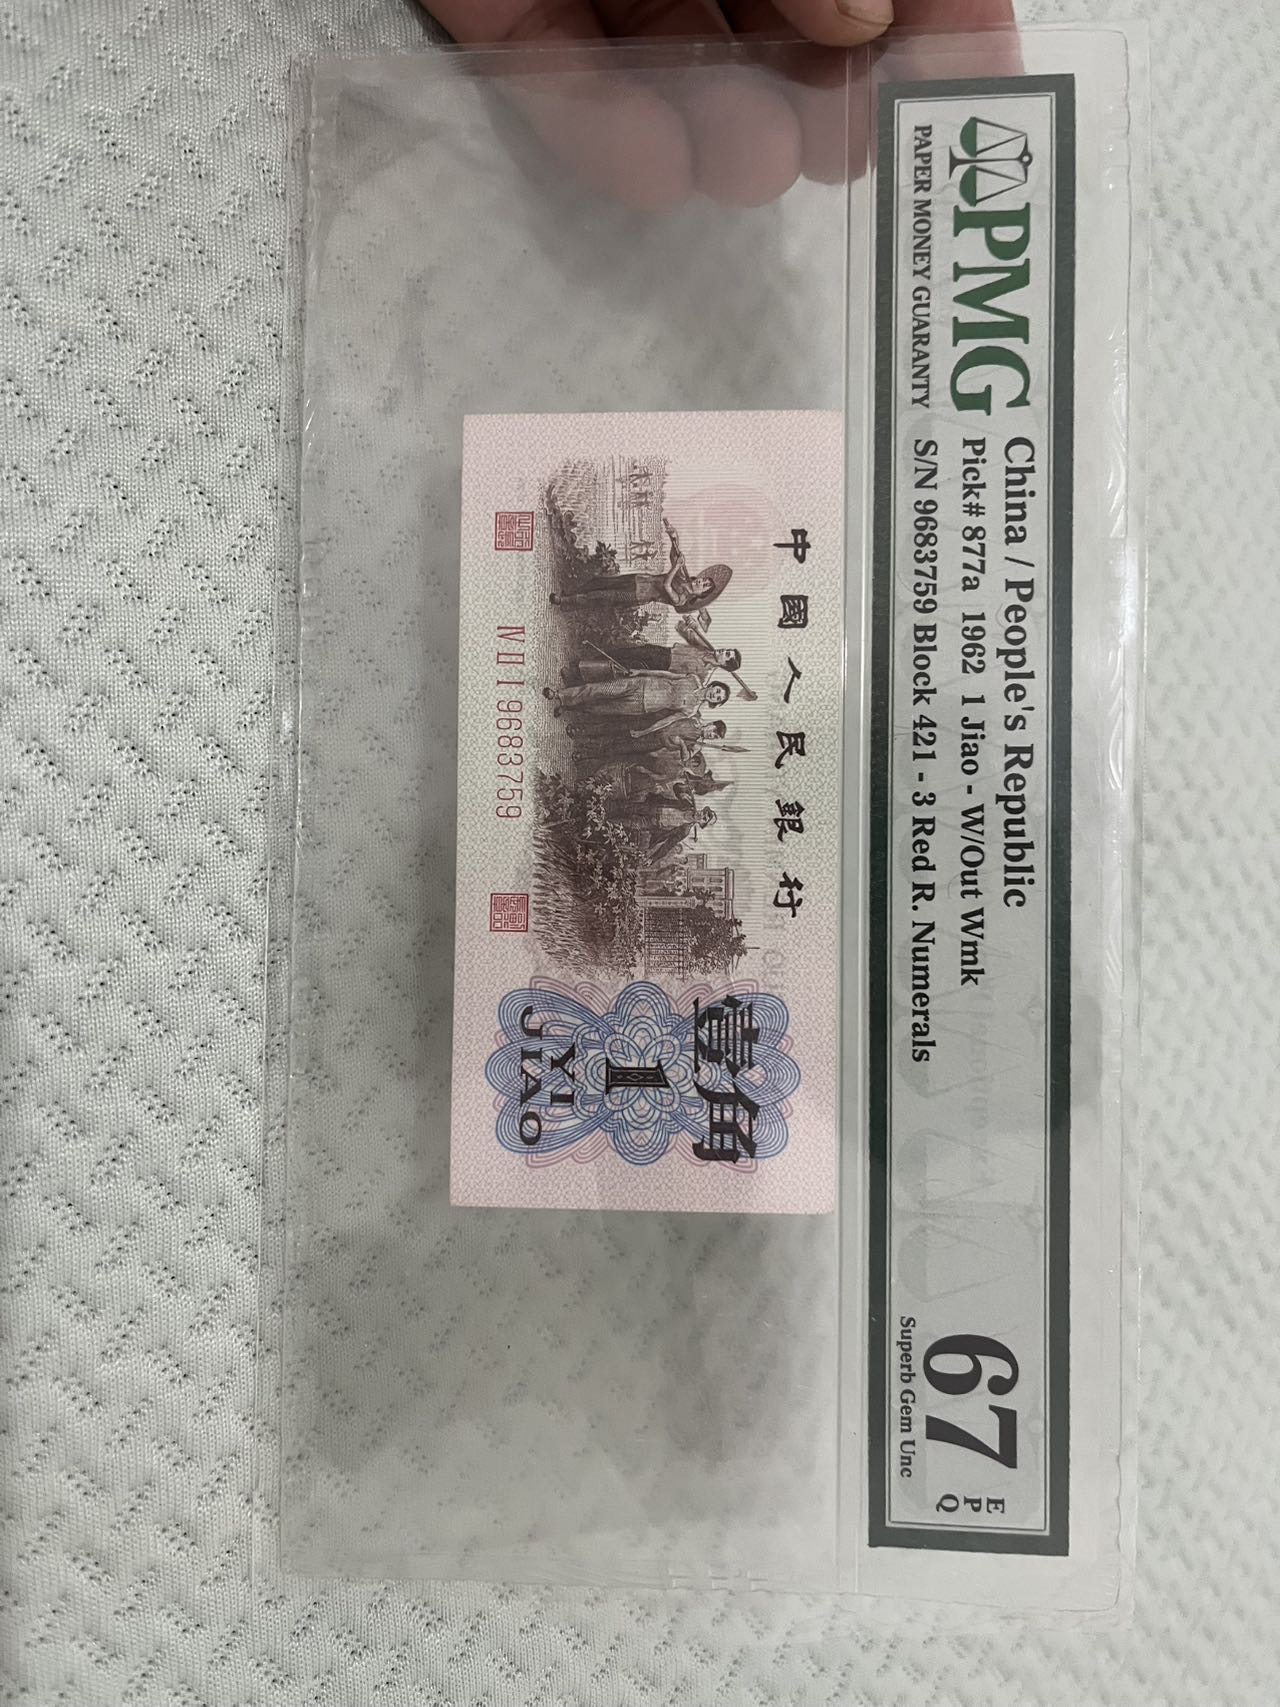 PMG
PAPER MONEY GUARANTY
China / People's Republic
Pick# 877a 1962 1 Jiao - W/Out Wmk
S/N 9683759 Block 421 - 3 Red R. Numerals
67
EPQ
Superb Gem Unc
中國人民銀行
壹角
1
YI
JIAO
ⅣⅡⅠ9683759